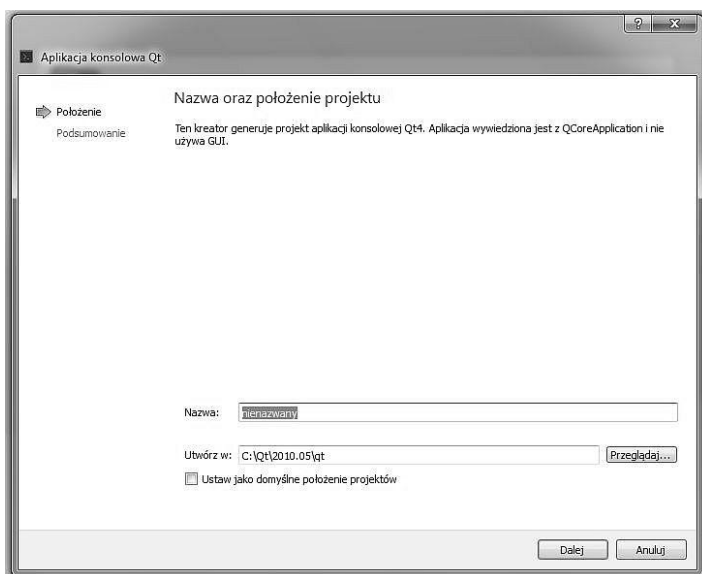 Aplikacja konsolowa Qt
Położenie
Podsumowanie
Nazwa oraz położenie projektu
Ten kreator generuje projekt aplikacji konsolowej Qt4. Aplikacja wywiedziona jest z QCoreApplication i nie
używa GUI.
Nazwa: nienazwany
Utwórz w: C:\Qt\2010.05\qt Przeglądaj...
Ustaw jako domyślne położenie projektów
Dalej Anuluj